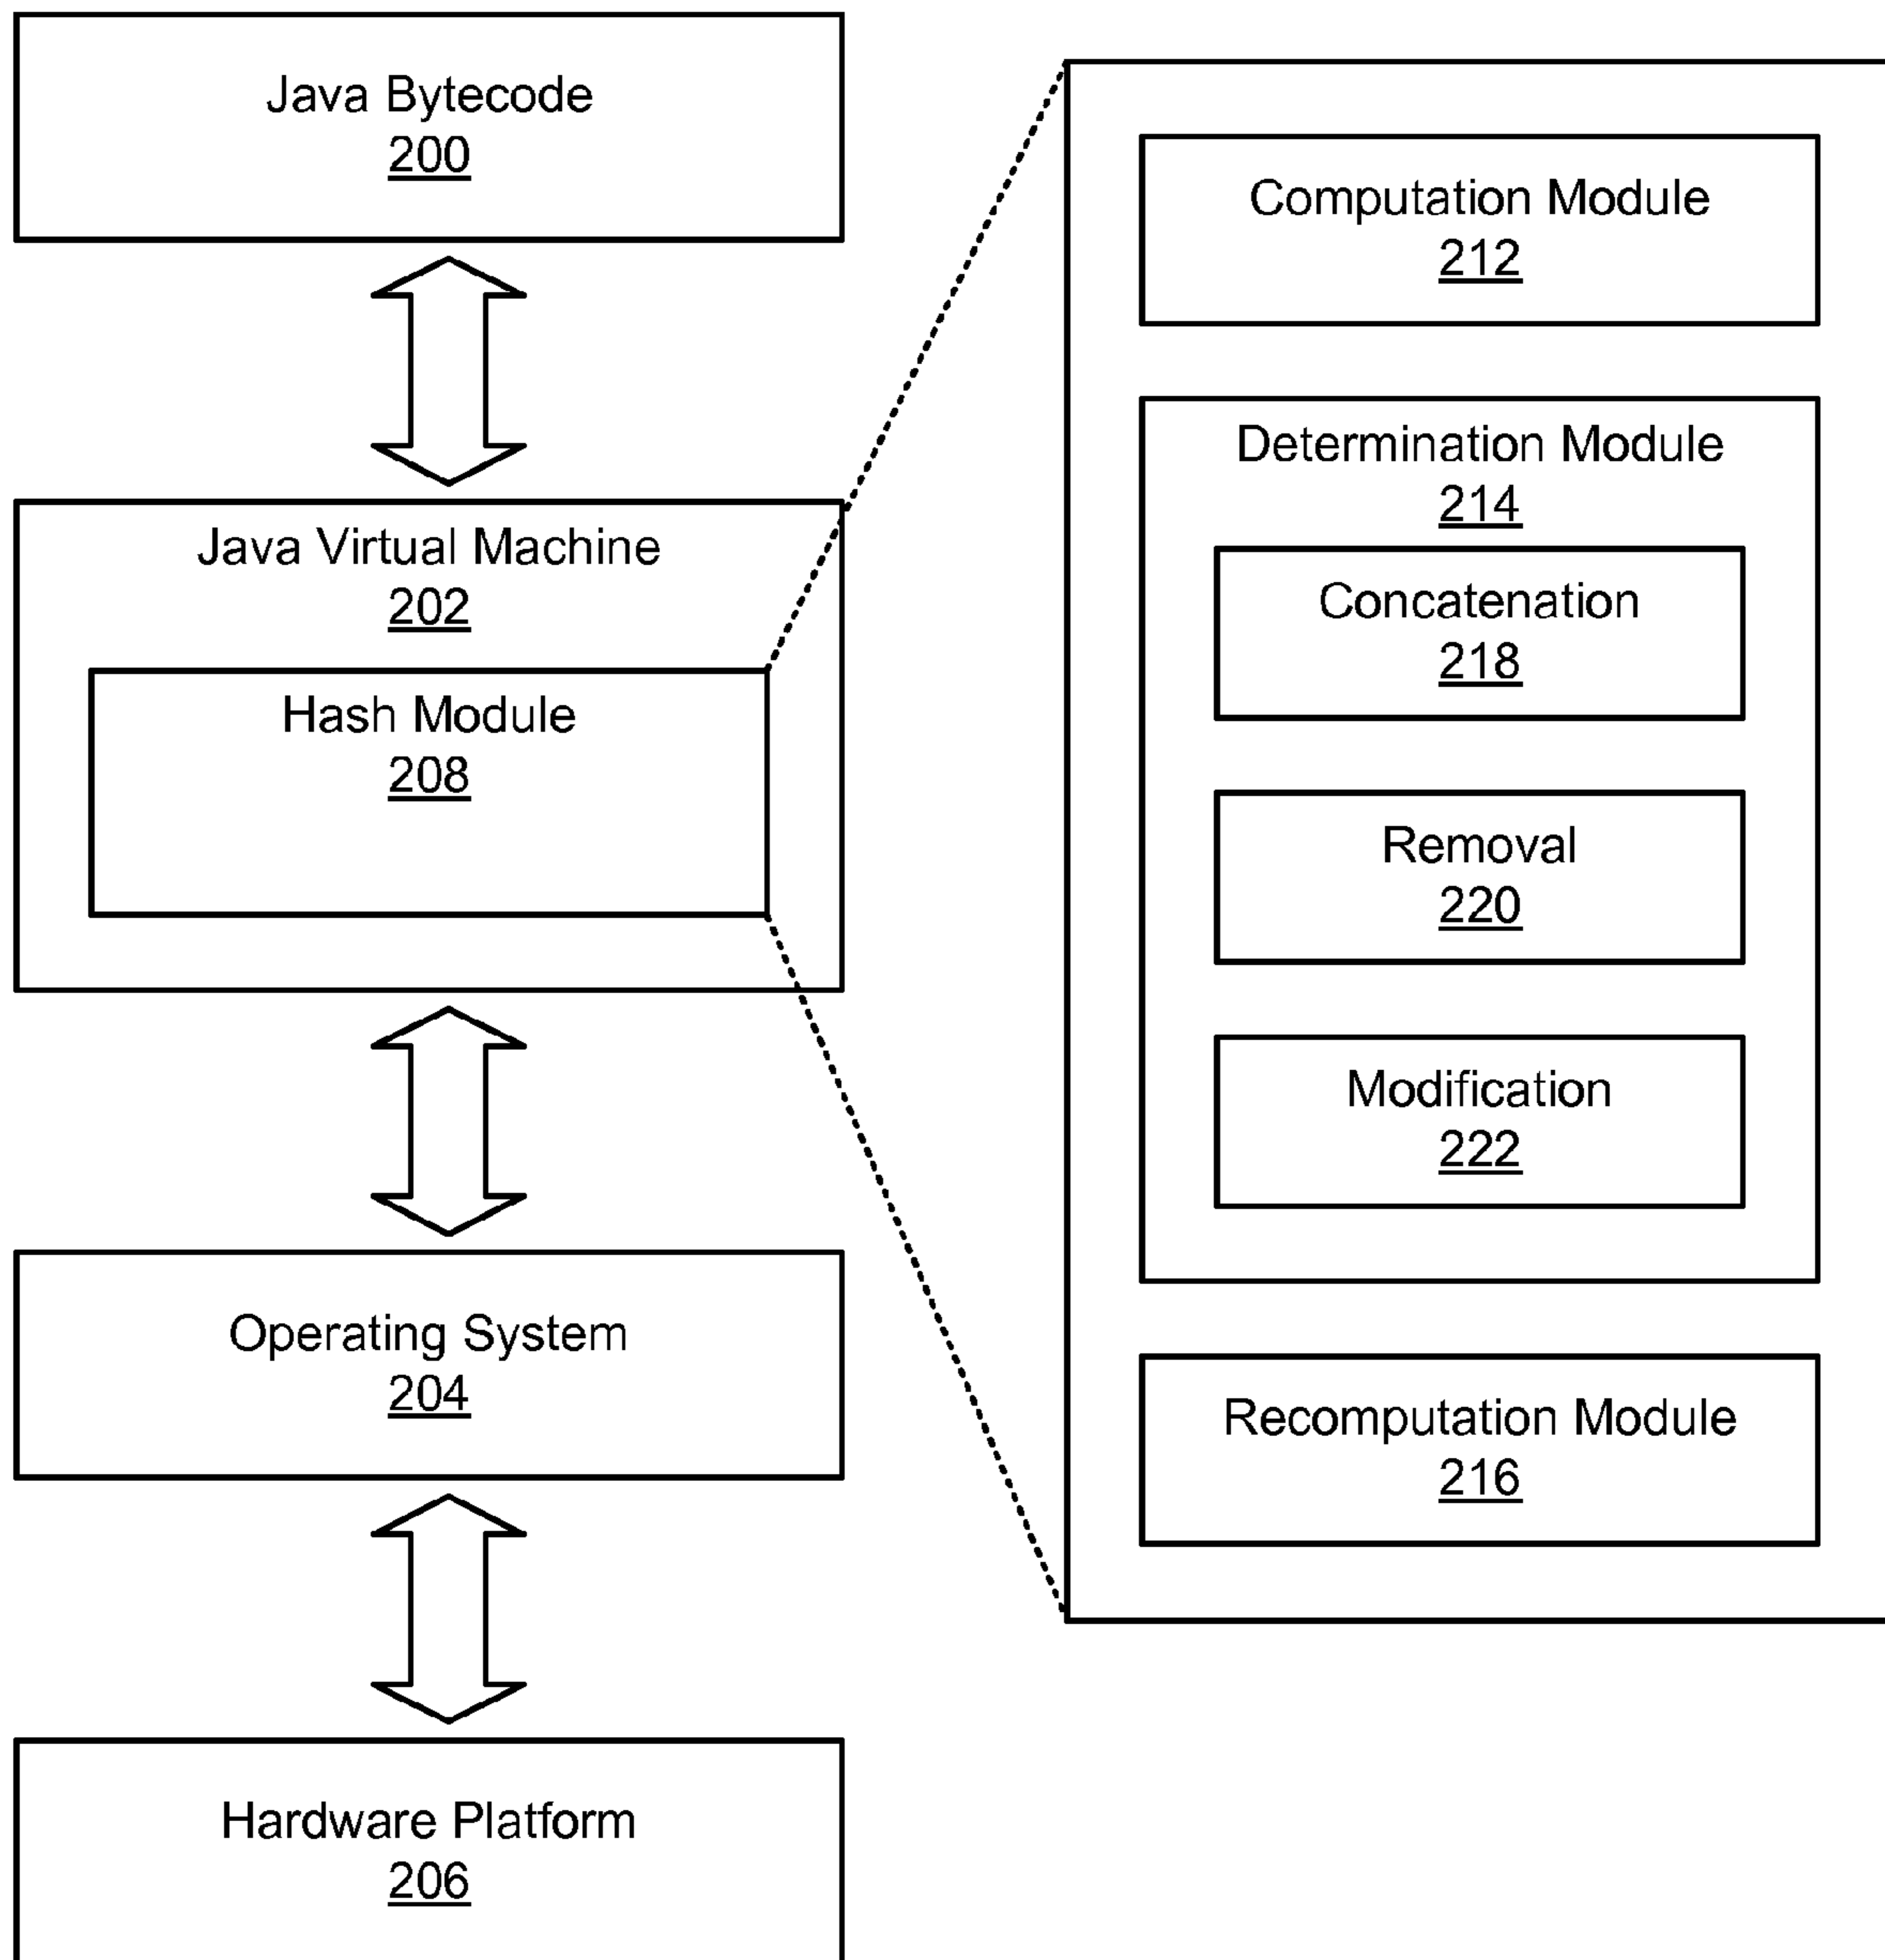 Java Bytecode
200
Java Virtual Machine
202
Hash Module
208
Operating System
204
Hardware Platform
206
Computation Module
212
Determination Module
214
Concatenation
218
Removal
220
Modification
222
Recomputation Module
216